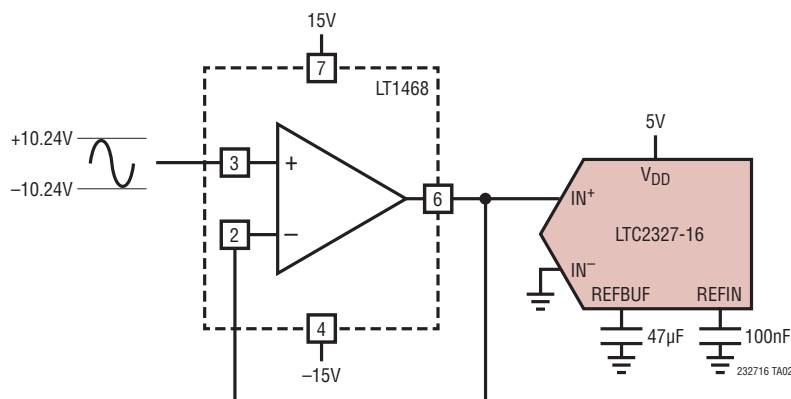 15V
7
LT1468
+10.24V
–10.24V
3
+
2
–
6
4
–15V
5V
VDD
IN+
LTC2327-16
IN–
REFBUF
REFIN
47µF
100nF
232716 TA02